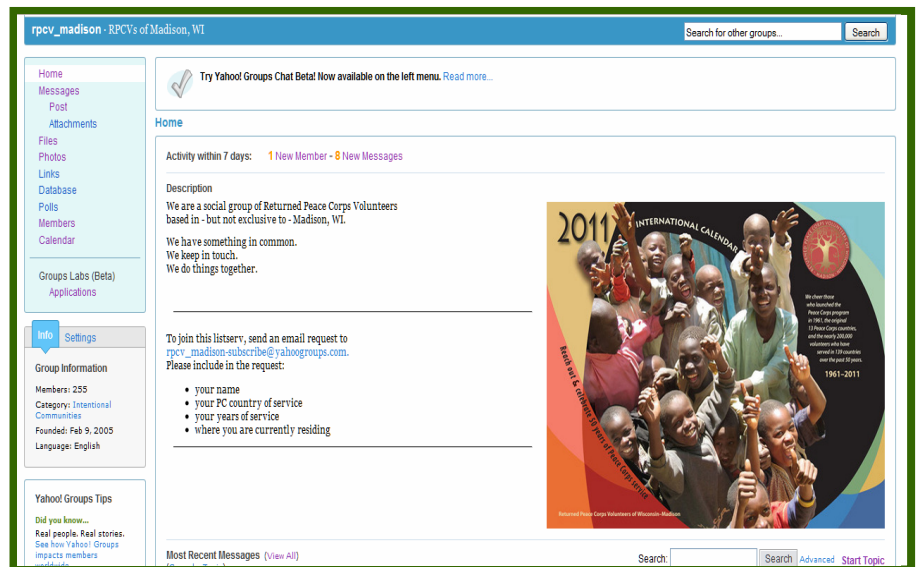 rpcv_madison - RPCVs of Madison, WI
Search for other groups...
Search
Home
Messages
Post
Attachments
Files
Photos
Links
Database
Polls
Members
Calendar
Groups Labs (Beta)
Applications
Info
Settings
Group Information
Members: 255
Category: Intentional
Communities
Founded: Feb 9, 2005
Language: English
Yahoo! Groups Tips
Did you know...
Real people. Real stories.
See how Yahoo! Groups
impacts members
worldwide
Try Yahoo! Groups Chat Beta! Now available on the left menu. Read more...
Home
Activity within 7 days: 1 New Member - 8 New Messages
Description
We are a social group of Returned Peace Corps Volunteers
based in - but not exclusive to - Madison, WI.
We have something in common.
We keep in touch.
We do things together.
To join this listserv, send an email request to
rpcv_madison-subscribe@yahoogroups.com.
Please include in the request:
• your name
• your PC country of service
• your years of service
• where you are currently residing
2011
INTERNATIONAL CALENDAR
We cheer those
who launched the
Peace Corps program
in 1961, the original
13 Peace Corps countries,
and the nearly 200,000
volunteers who have
served in 139 countries
over the past 50 years.
1961–2011
Reach out & celebrate 50 years of Peace Corps service
Returned Peace Corps Volunteers of Wisconsin–Madison
Most Recent Messages (View All)
Search:
Search
Advanced
Start Topic